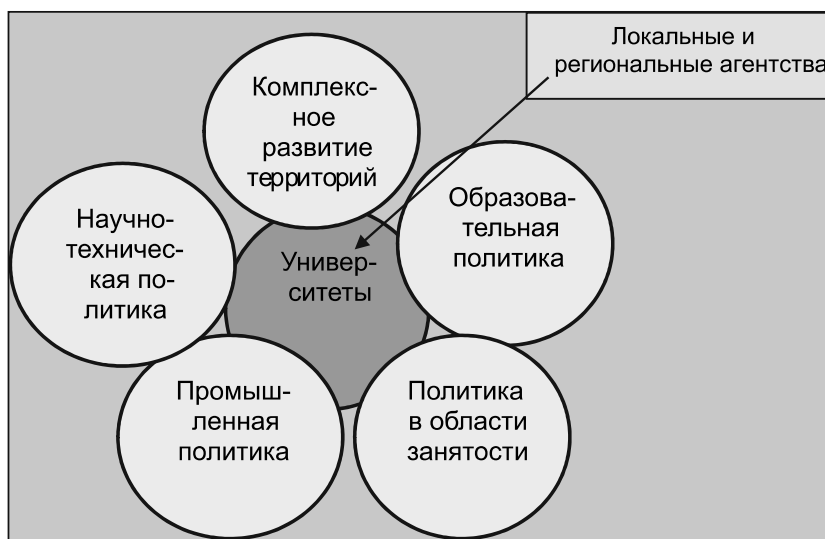 Локальные и
региональные агентства
Комплекс-
ное
развитие
территорий
Образова-
тельная
политика
Научно-
техничес-
кая по-
литика
Универ-
ситеты
Промыш-
ленная
политика
Политика
в области
занятости